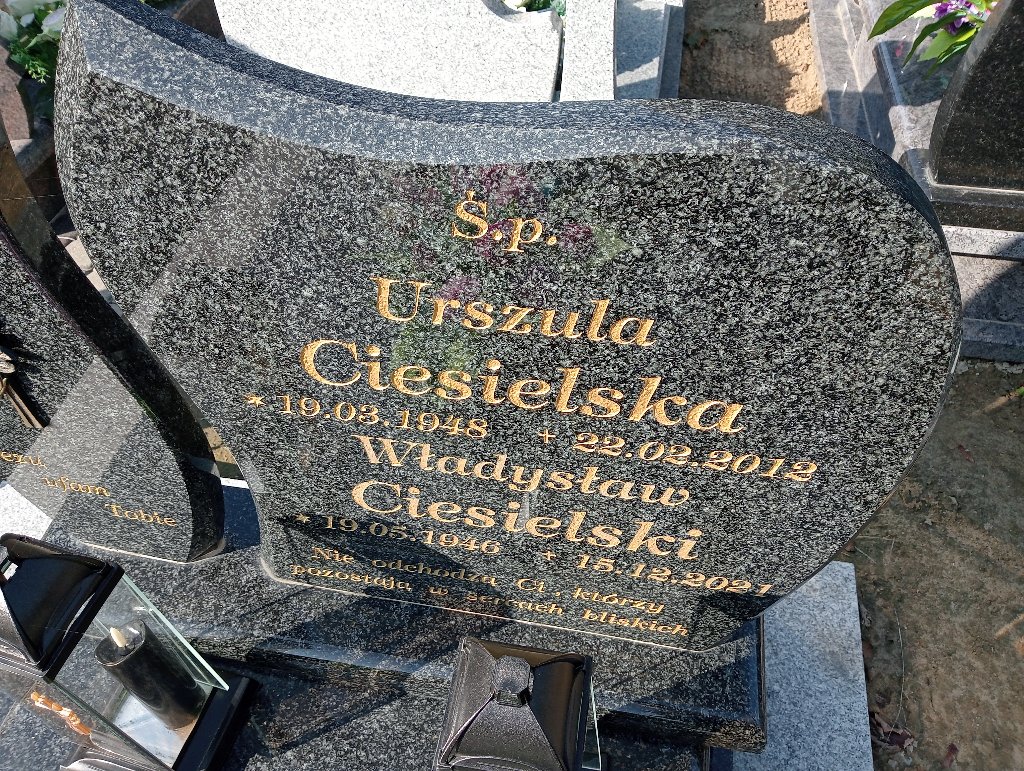 Ś.p.
Urszula
Ciesielska
* 19.03.1948 + 22.02.2012
Władysław
Ciesielski
* 19.05.1946 + 15.12.2021
Nie odchodzą Ci, którzy
pozostają w sercach bliskich
ufam
Tobie